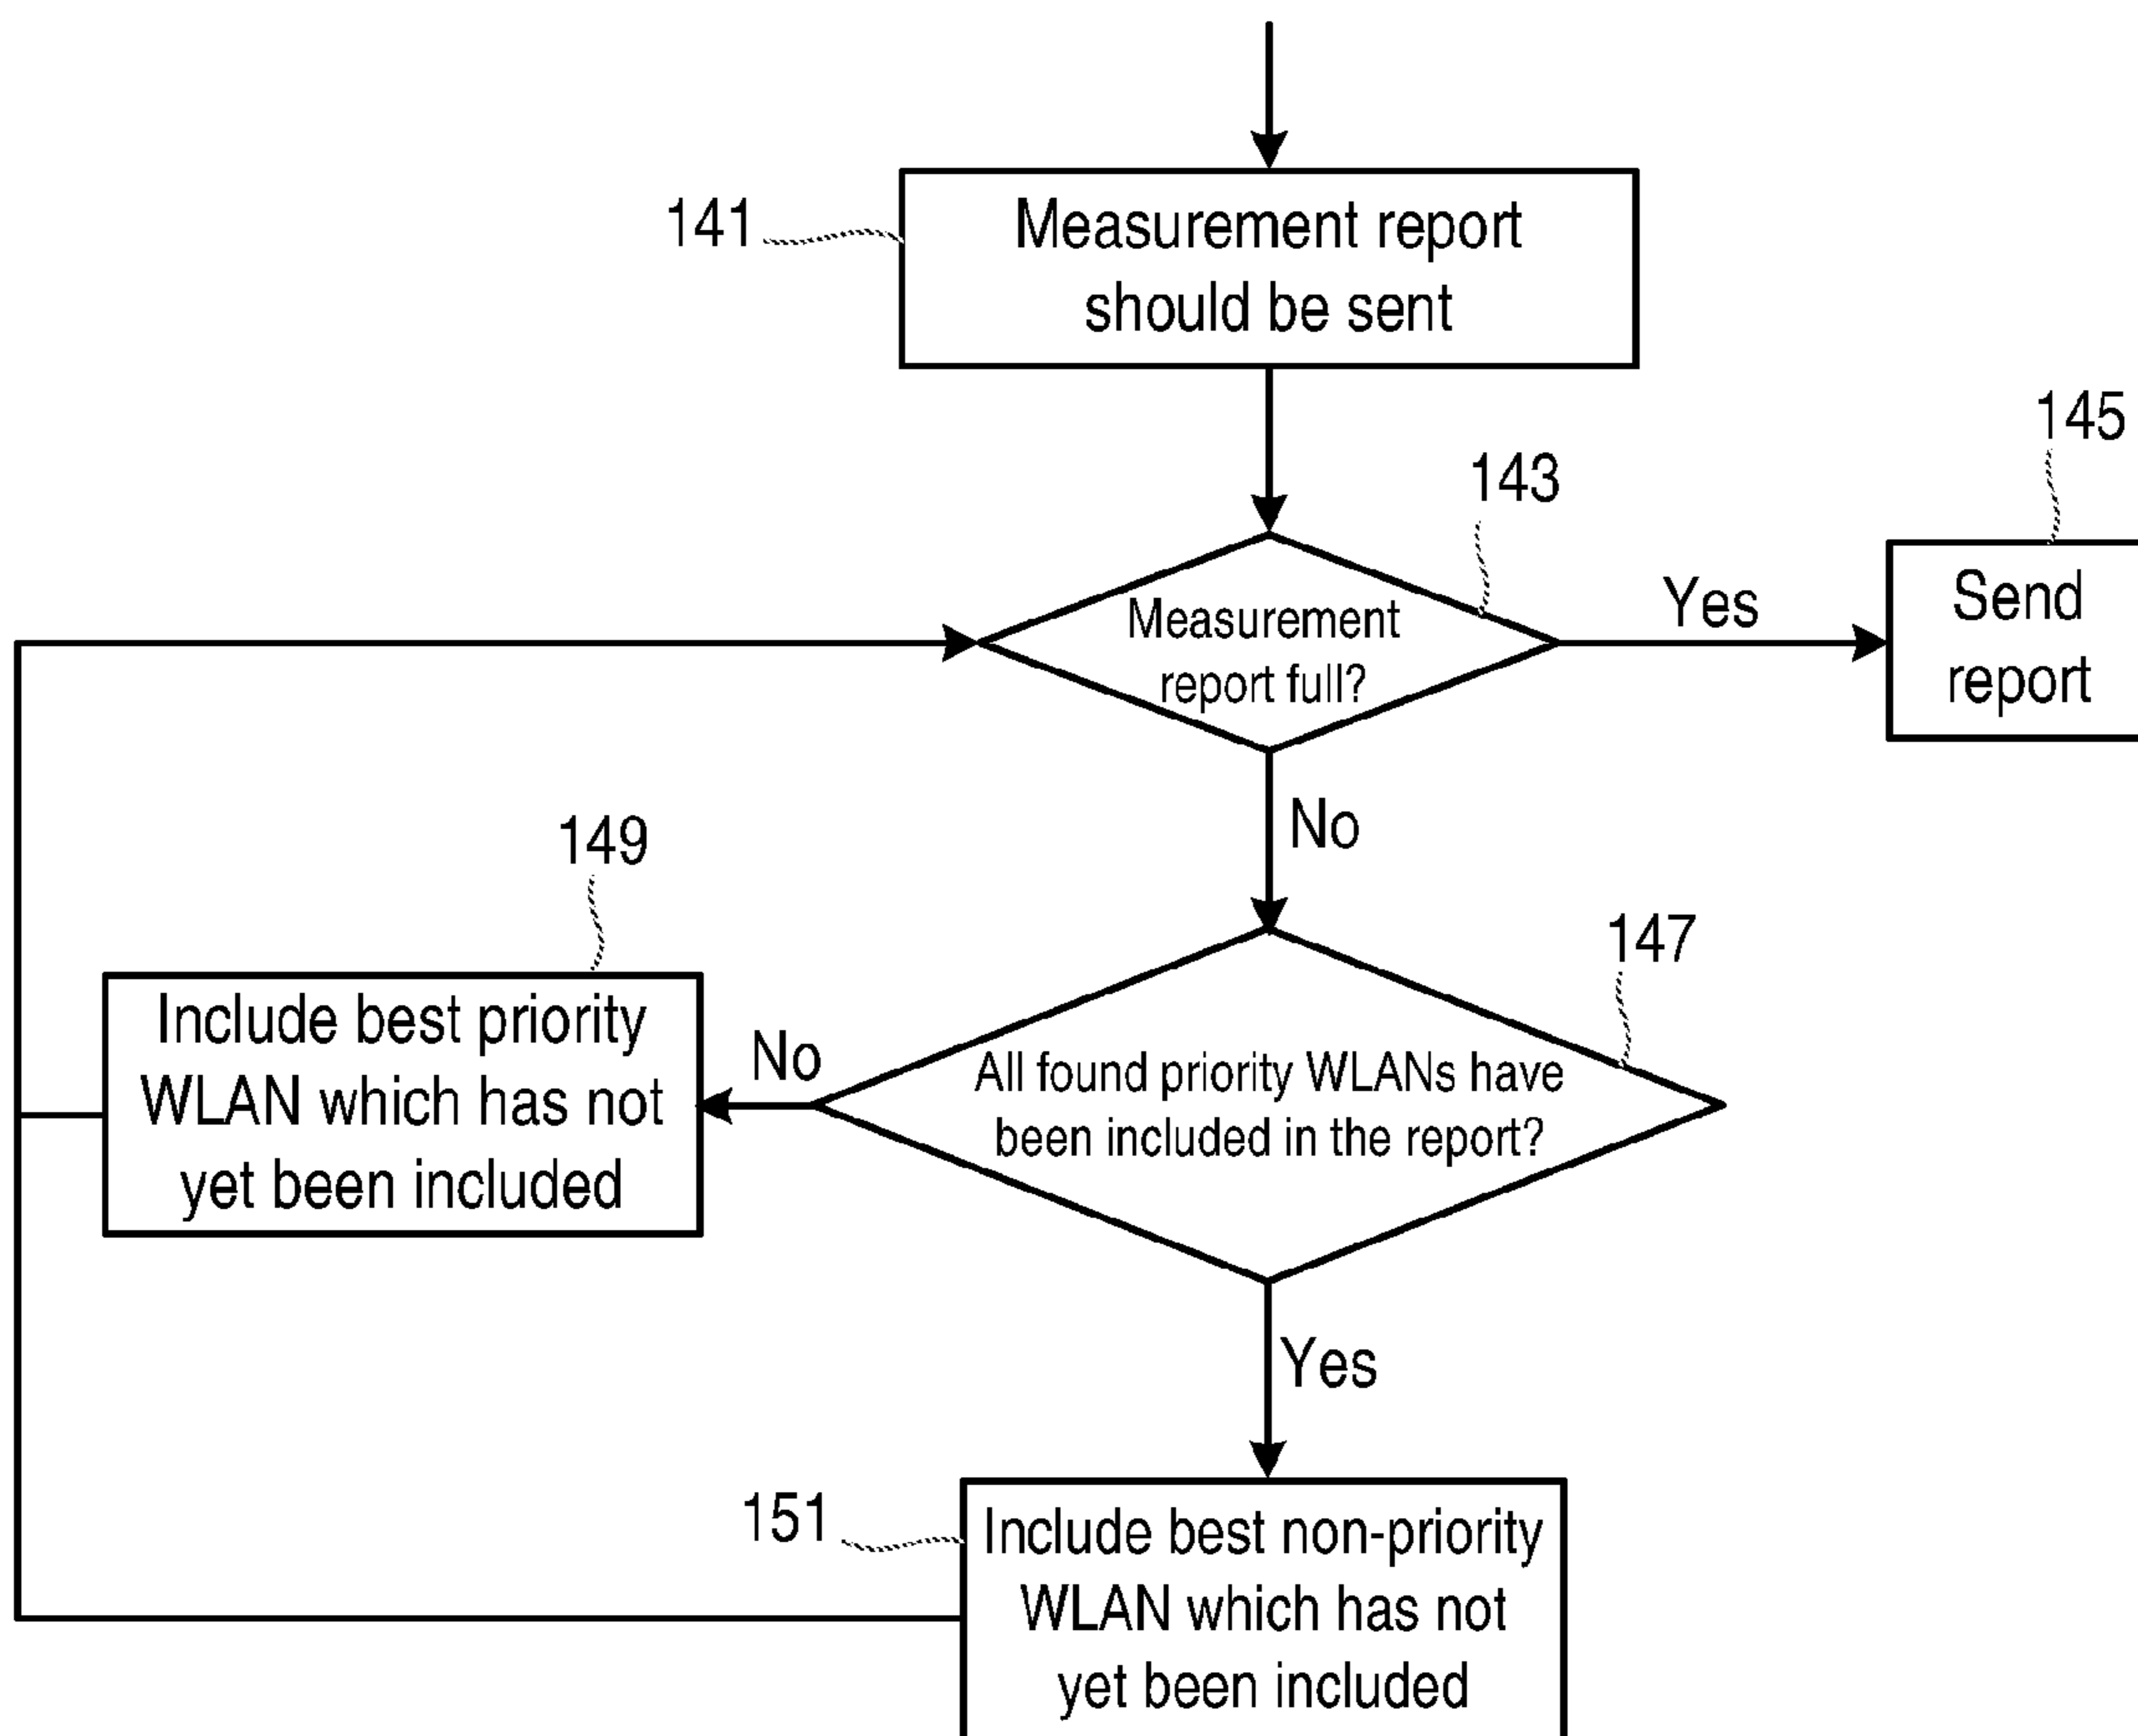 141
Measurement report
should be sent
143
145
Measurement
report full?
Yes
Send
report
No
149
147
Include best priority
WLAN which has not
yet been included
No
All found priority WLANs have
been included in the report?
Yes
151
Include best non-priority
WLAN which has not
yet been included